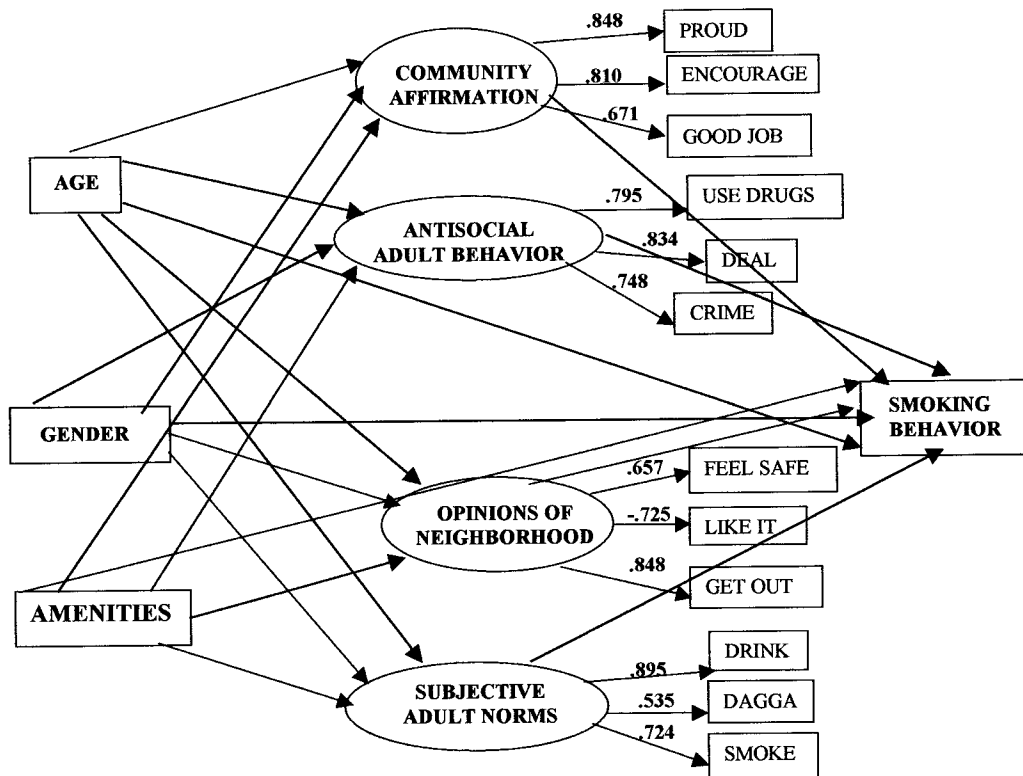 .848
PROUD
COMMUNITY
AFFIRMATION
.810
ENCOURAGE
.671
GOOD JOB
AGE
.795
USE DRUGS
ANTISOCIAL
ADULT BEHAVIOR
.834
DEAL
.748
CRIME
GENDER
SMOKING
BEHAVIOR
.657
FEEL SAFE
OPINIONS OF
NEIGHBORHOOD
-.725
LIKE IT
.848
GET OUT
AMENITIES
DRINK
.895
SUBJECTIVE
ADULT NORMS
.535
DAGGA
.724
SMOKE